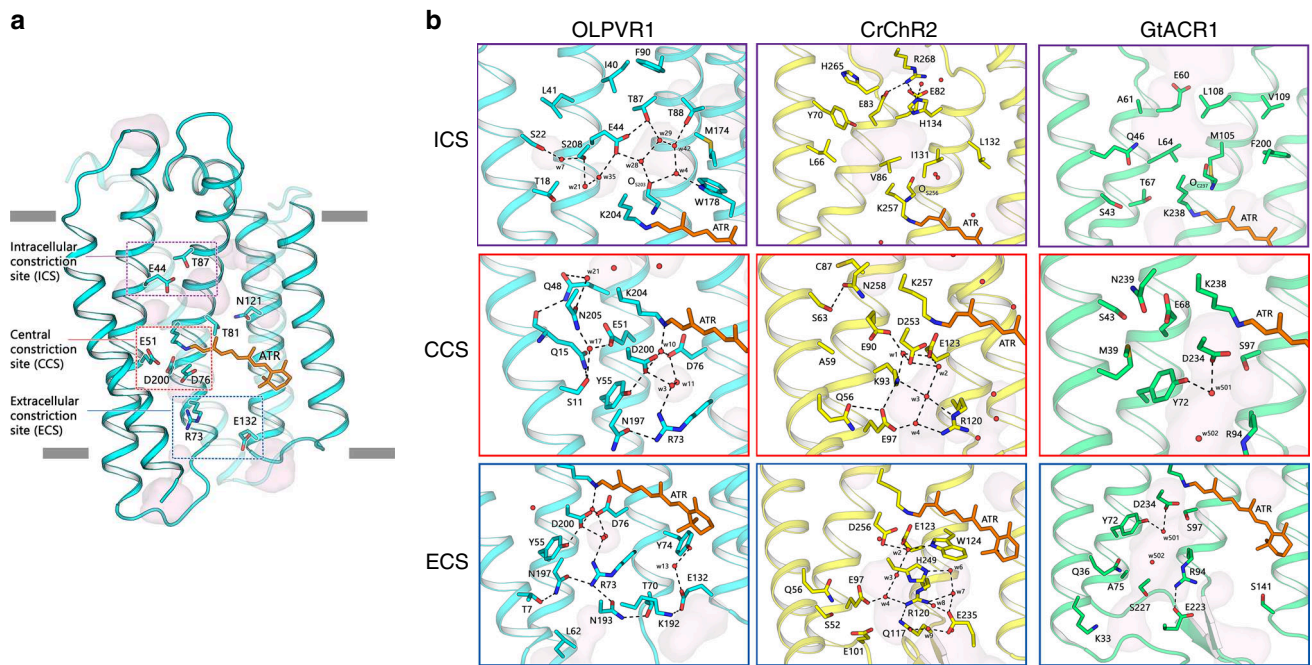 a
Intracellular
constriction
site (ICS)
Central
constriction
site (CCS)
Extracellular
constriction
site (ECS)
E44
T87
N121
T81
E51
ATR
D200
D76
R73
E132
b
OLPVR1
CrChR2
GtACR1
ICS
I40
F90
L41
T87
T88
E44
S22
S208
M174
w29
w42
w7
w28
w4
w35
w21
T18
O
K204
W178
ATR
H265
R268
E83
E82
Y70
H134
L66
I131
L132
V86
O
S256
K257
ATR
E60
A61
L108
V109
Q46
L64
M105
F200
O
C237
T67
S43
K238
ATR
CCS
w21
Q48
K204
N205
E51
ATR
w17
D200
w10
Q15
D76
Y55
w3
w11
S11
N197
R73
C87
N258
K257
S63
D253
E90
E123
ATR
w1
A59
w2
K93
Q56
w3
w4
E97
R120
N239
K238
E68
S43
ATR
D234
S97
M39
w501
Y72
w502
R94
ECS
D200
D76
ATR
Y55
Y74
w13
N197
R73
T70
E132
T7
N193
K192
L62
D256
E123
ATR
W124
w2
H249
w6
E97
w3
Q56
w7
w4
w8
S52
R120
E235
Q117
w9
E101
D234
ATR
Y72
S97
w501
w502
Q36
R94
A75
S141
S227
E223
K33